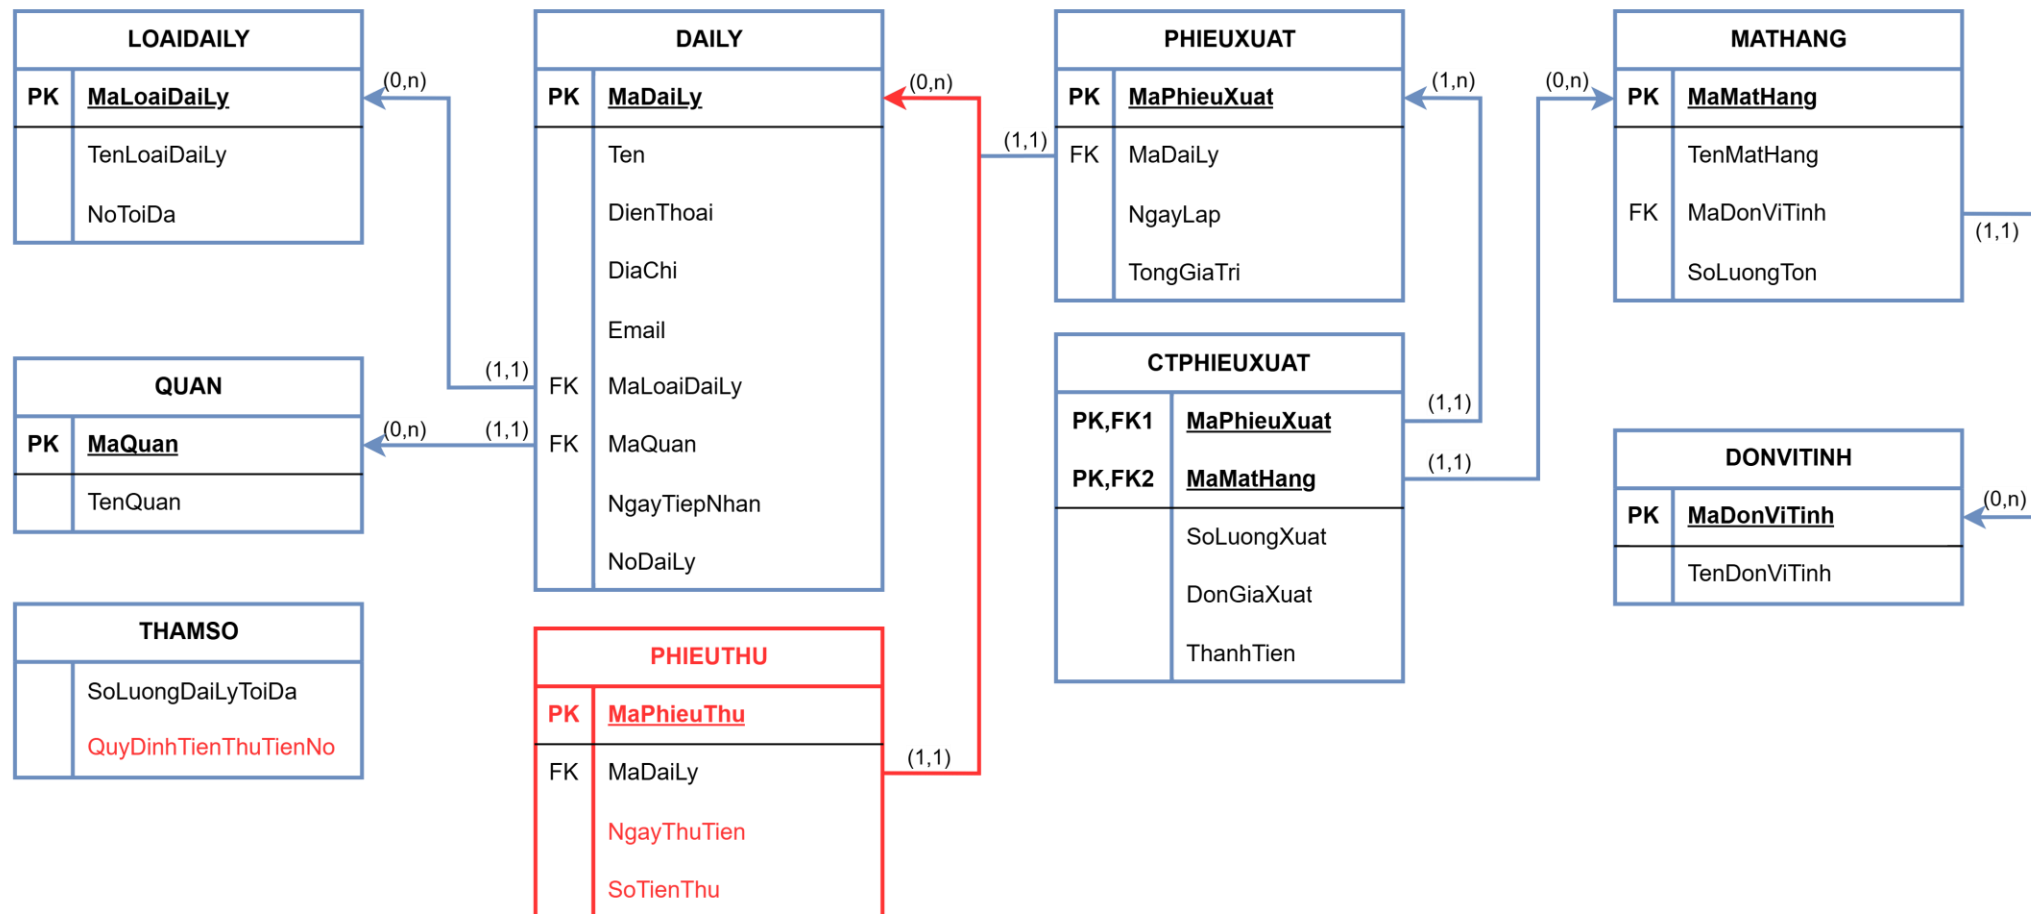 LOAIDAILY
PK MaLoaiDaiLy
TenLoaiDaiLy
NoToiDa
(0,n)
(1,1)
QUAN
PK MaQuan
TenQuan
(0,n)
(1,1)
THAMSO
SoLuongDaiLyToiDa
QuyDinhTienThuTienNo
DAILY
PK MaDaiLy
Ten
DienThoai
DiaChi
Email
FK MaLoaiDaiLy
FK MaQuan
NgayTiepNhan
NoDaiLy
(0,n)
(1,1)
PHIEUTHU
PK MaPhieuThu
FK MaDaiLy
NgayThuTien
SoTienThu
(1,1)
PHIEUXUAT
PK MaPhieuXuat
FK MaDaiLy
NgayLap
TongGiaTri
(1,n)
CTPHIEUXUAT
PK,FK1 MaPhieuXuat
PK,FK2 MaMatHang
SoLuongXuat
DonGiaXuat
ThanhTien
(1,1)
(1,1)
(0,n)
MATHANG
PK MaMatHang
TenMatHang
FK MaDonViTinh
SoLuongTon
(1,1)
DONVITINH
PK MaDonViTinh
TenDonViTinh
(0,n)